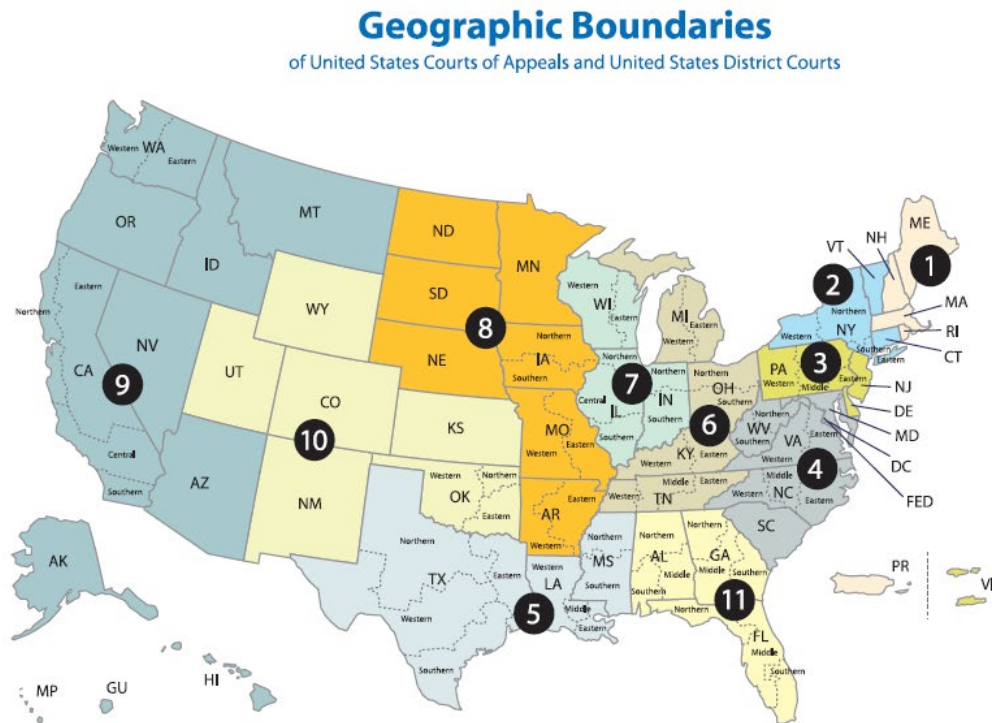 Geographic Boundaries
of United States Courts of Appeals and United States District Courts
Western
WA
Eastern
OR
MT
ID
ND
MN
SD
8
WY
NE
Northern
IA
Southern
Western
WI
Eastern
MI
Eastern
Western
VT
NH
ME
1
2
Northern
NY
Western
Southern
Eastern
MA
RI
CT
Eastern
Northern
NV
CA
9
Central
Southern
UT
CO
10
KS
AZ
NM
Northern
OK
Western
Eastern
MO
Eastern
Western
Eastern
AR
Western
Northern
7
Central
IL
Southern
Northern
IN
Southern
Northern
OH
Southern
6
KY
Western
Eastern
Middle
Eastern
TN
Western
3
PA
Western
Middle
Eastern
NJ
DE
MD
DC
FED
Northern
WV
Southern
VA
Eastern
Western
4
Middle
Western
NC
Eastern
SC
Northern
TX
Eastern
Western
Southern
Western
LA
5
Middle
Eastern
Northern
MS
Southern
Northern
AL
Middle
Southern
Northern
GA
Middle
Southern
11
Northern
FL
Middle
Southern
AK
MP
GU
HI
PR
VI